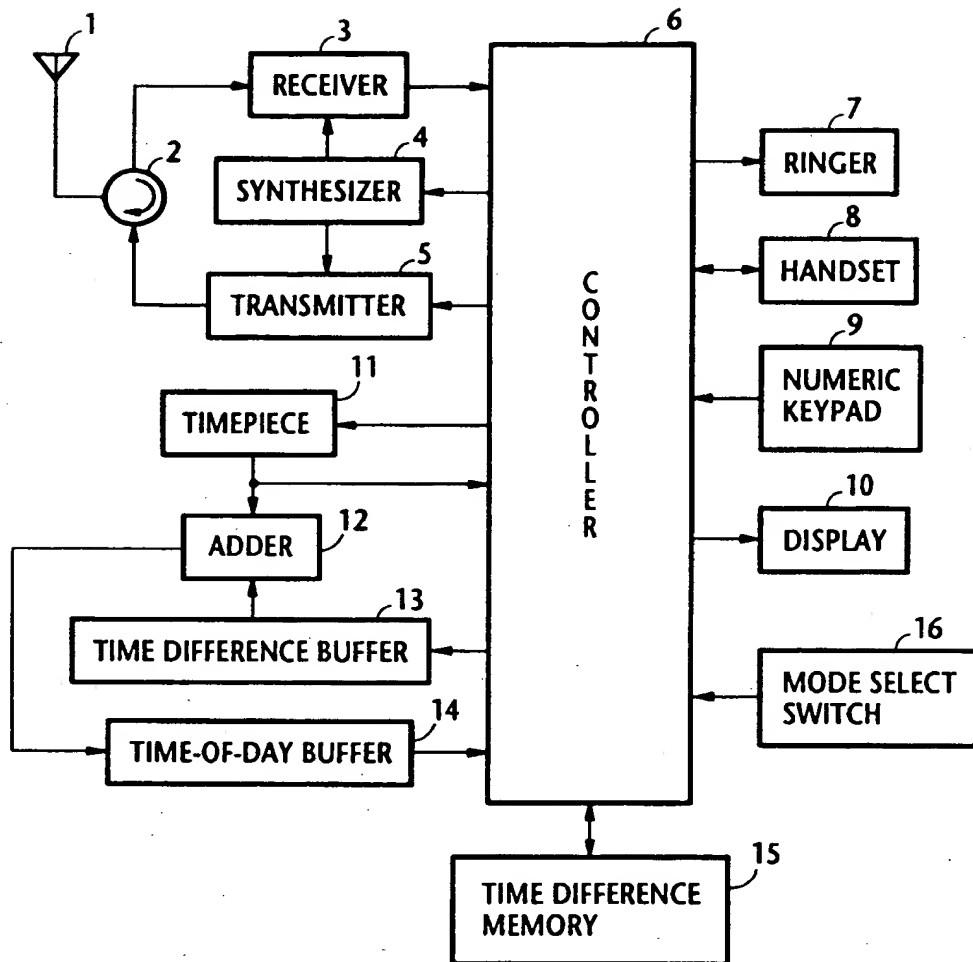 1
3
RECEIVER
2
4
SYNTHESIZER
5
TRANSMITTER
6
CONTROLLER
7
RINGER
8
HANDSET
9
NUMERIC
KEYPAD
10
DISPLAY
16
MODE SELECT
SWITCH
11
TIMEPIECE
12
ADDER
13
TIME DIFFERENCE BUFFER
14
TIME-OF-DAY BUFFER
15
TIME DIFFERENCE
MEMORY